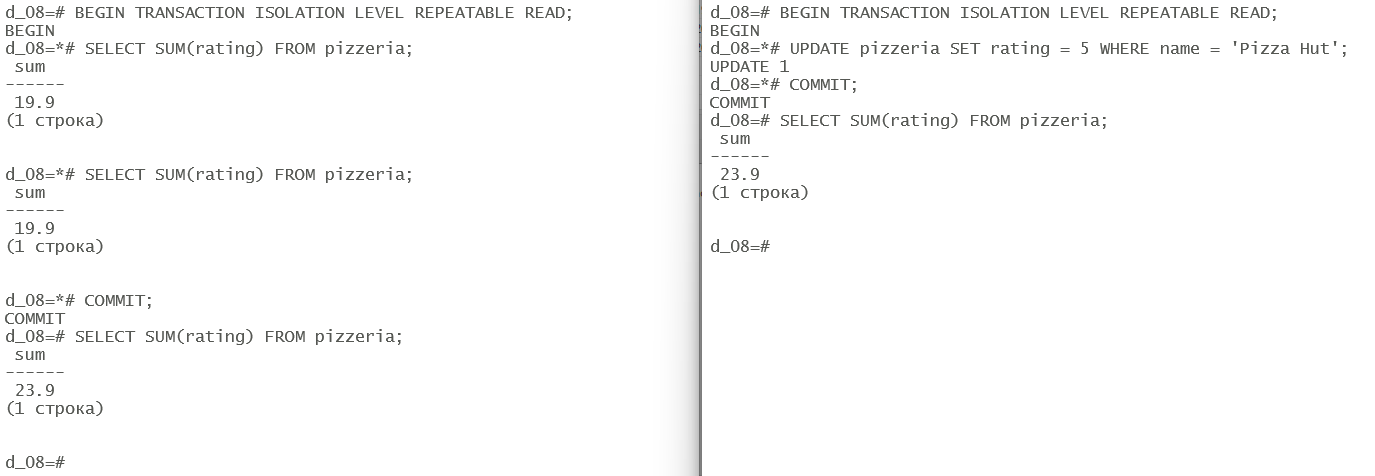 d_08=# BEGIN TRANSACTION ISOLATION LEVEL REPEATABLE READ;
BEGIN
d_08=*# SELECT SUM(rating) FROM pizzeria;
 sum
------
 19.9
(1 строка)
d_08=*# SELECT SUM(rating) FROM pizzeria;
 sum
------
 19.9
(1 строка)
d_08=*# COMMIT;
COMMIT
d_08=# SELECT SUM(rating) FROM pizzeria;
 sum
------
 23.9
(1 строка)
d_08=#
d_08=# BEGIN TRANSACTION ISOLATION LEVEL REPEATABLE READ;
BEGIN
d_08=*# UPDATE pizzeria SET rating = 5 WHERE name = 'Pizza Hut';
UPDATE 1
d_08=*# COMMIT;
COMMIT
d_08=# SELECT SUM(rating) FROM pizzeria;
 sum
------
 23.9
(1 строка)
d_08=#